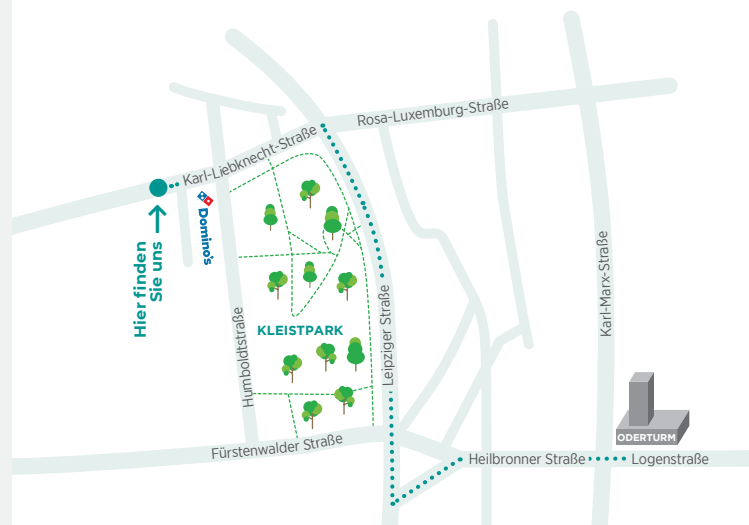 Rosa-Luxemburg-Straße
Karl-Liebknecht-Straße
Domino's
Hier finden
Sie uns
Karl-Marx-Straße
Leipziger Straße
Humboldtstraße
KLEISTPARK
ODERTURM
Fürstenwalder Straße
Heilbronner Straße
Logenstraße